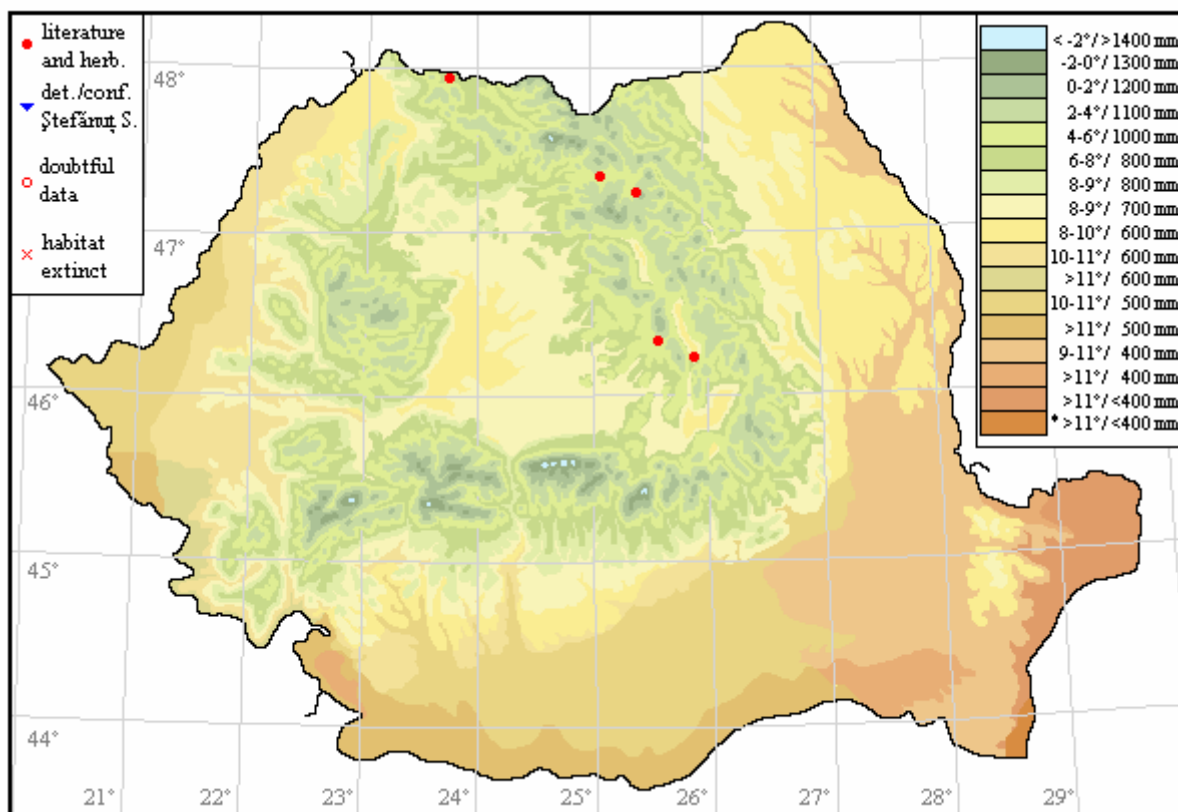 literature
and herb.
det./conf.
Ştefănuţ S.
doubtful
data
habitat
extinct
< -2°/>1400 mm
-2-0°/1300 mm
0-2°/1200 mm
2-4°/1100 mm
4-6°/1000 mm
6-8°/ 800 mm
8-9°/ 800 mm
8-9°/ 700 mm
8-10°/ 600 mm
10-11°/ 600 mm
>11°/ 600 mm
10-11°/ 500 mm
>11°/ 500 mm
9-11°/ 400 mm
>11°/ 400 mm
>11°/<400 mm
* >11°/<400 mm
48°
47°
46°
45°
44°
21°
22°
23°
24°
25°
26°
27°
28°
29°